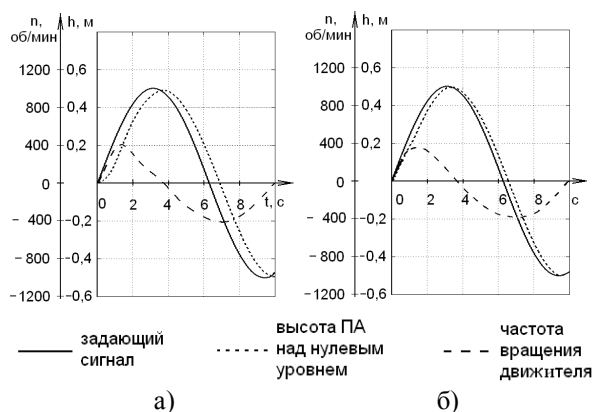 n, h, м
об/мин
1200 0,6
800 0,4
400 0,2
0 0
– 400 –0,2
– 800 –0,4
–1200 –0,6
0 2 4 6 t, с
n, h, м
об/мин
1200 0,6
800 0,4
400 0,2
0 0
– 400 –0,2
– 800 –0,4
–1200 –0,6
0 2 4 6 с
задающий
сигнал
высота ПА
над нулевым
уровнем
частота
вращения
движителя
а) б)